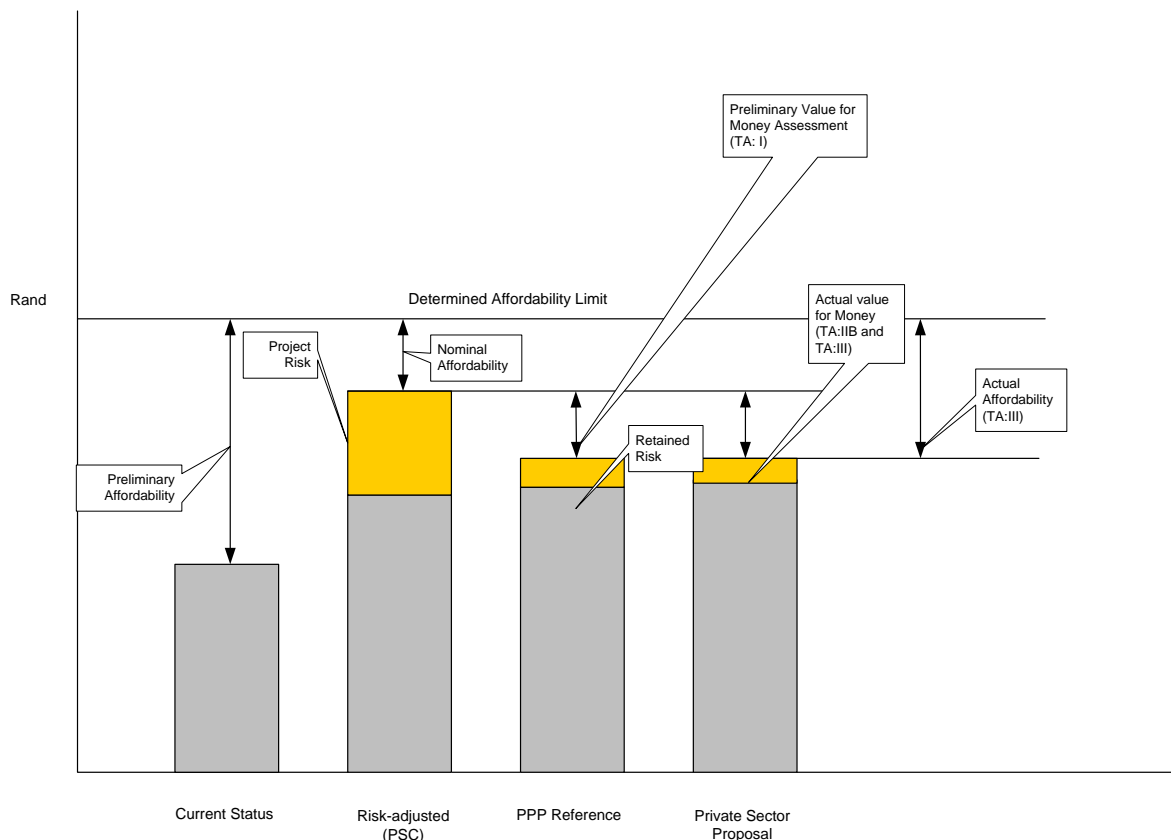 Preliminary Value for
Money Assessment
(TA: I)
Rand
Determined Affordability Limit
Actual value
for Money
(TA:IIB and
TA:III)
Project
Risk
Nominal
Affordability
Actual
Affordability
(TA:III)
Retained
Risk
Preliminary
Affordability
Current Status
Risk-adjusted
(PSC)
PPP Reference
Private Sector
Proposal